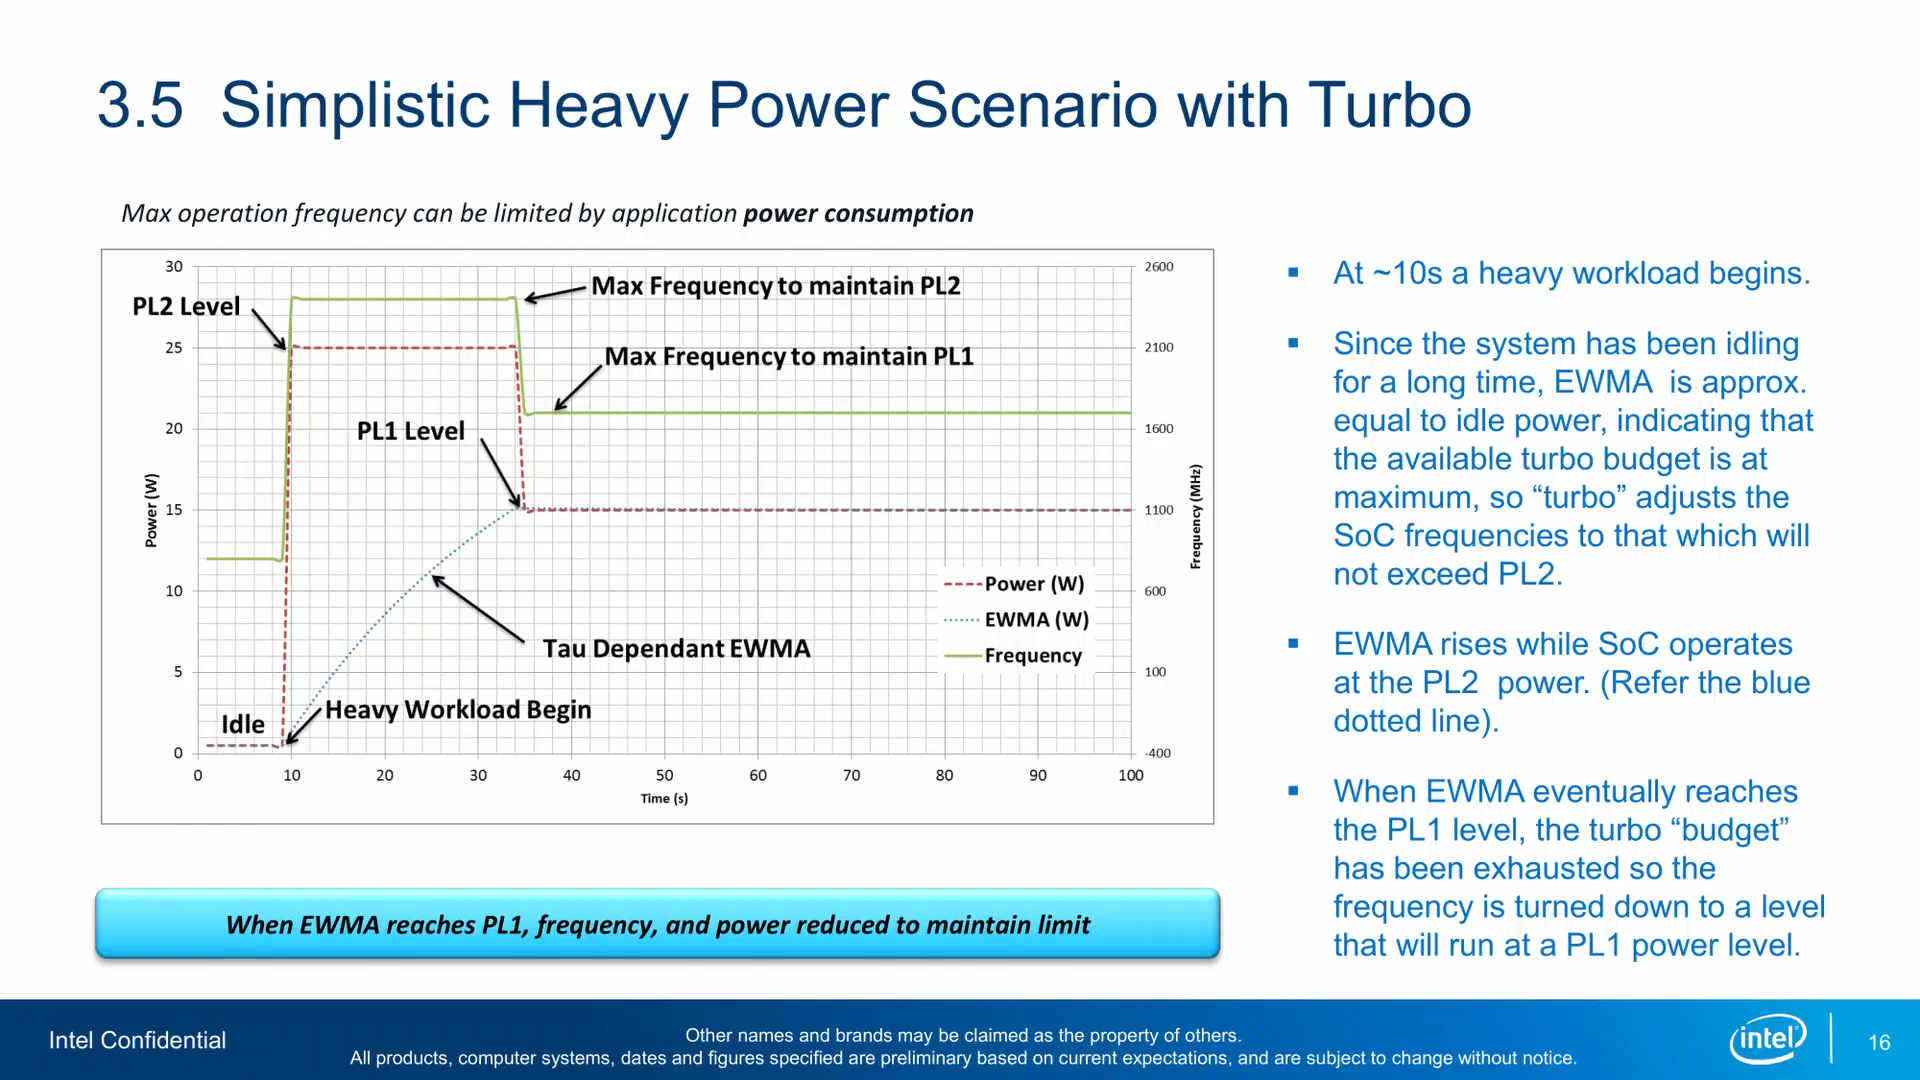 3.5 Simplistic Heavy Power Scenario with Turbo
Max operation frequency can be limited by application power consumption
30
25
20
15
10
5
0
Power (W)
2600
2100
1600
1100
600
100
-400
Frequency (MHz)
0 10 20 30 40 50 60 70 80 90 100
Time (s)
PL2 Level
Max Frequency to maintain PL2
Max Frequency to maintain PL1
PL1 Level
Tau Dependant EWMA
Heavy Workload Begin
Idle
Power (W)
EWMA (W)
Frequency
When EWMA reaches PL1, frequency, and power reduced to maintain limit
▪ At ~10s a heavy workload begins.
▪ Since the system has been idling
for a long time, EWMA is approx.
equal to idle power, indicating that
the available turbo budget is at
maximum, so “turbo” adjusts the
SoC frequencies to that which will
not exceed PL2.
▪ EWMA rises while SoC operates
at the PL2 power. (Refer the blue
dotted line).
▪ When EWMA eventually reaches
the PL1 level, the turbo “budget”
has been exhausted so the
frequency is turned down to a level
that will run at a PL1 power level.
Intel Confidential
Other names and brands may be claimed as the property of others.
All products, computer systems, dates and figures specified are preliminary based on current expectations, and are subject to change without notice.
intel
16